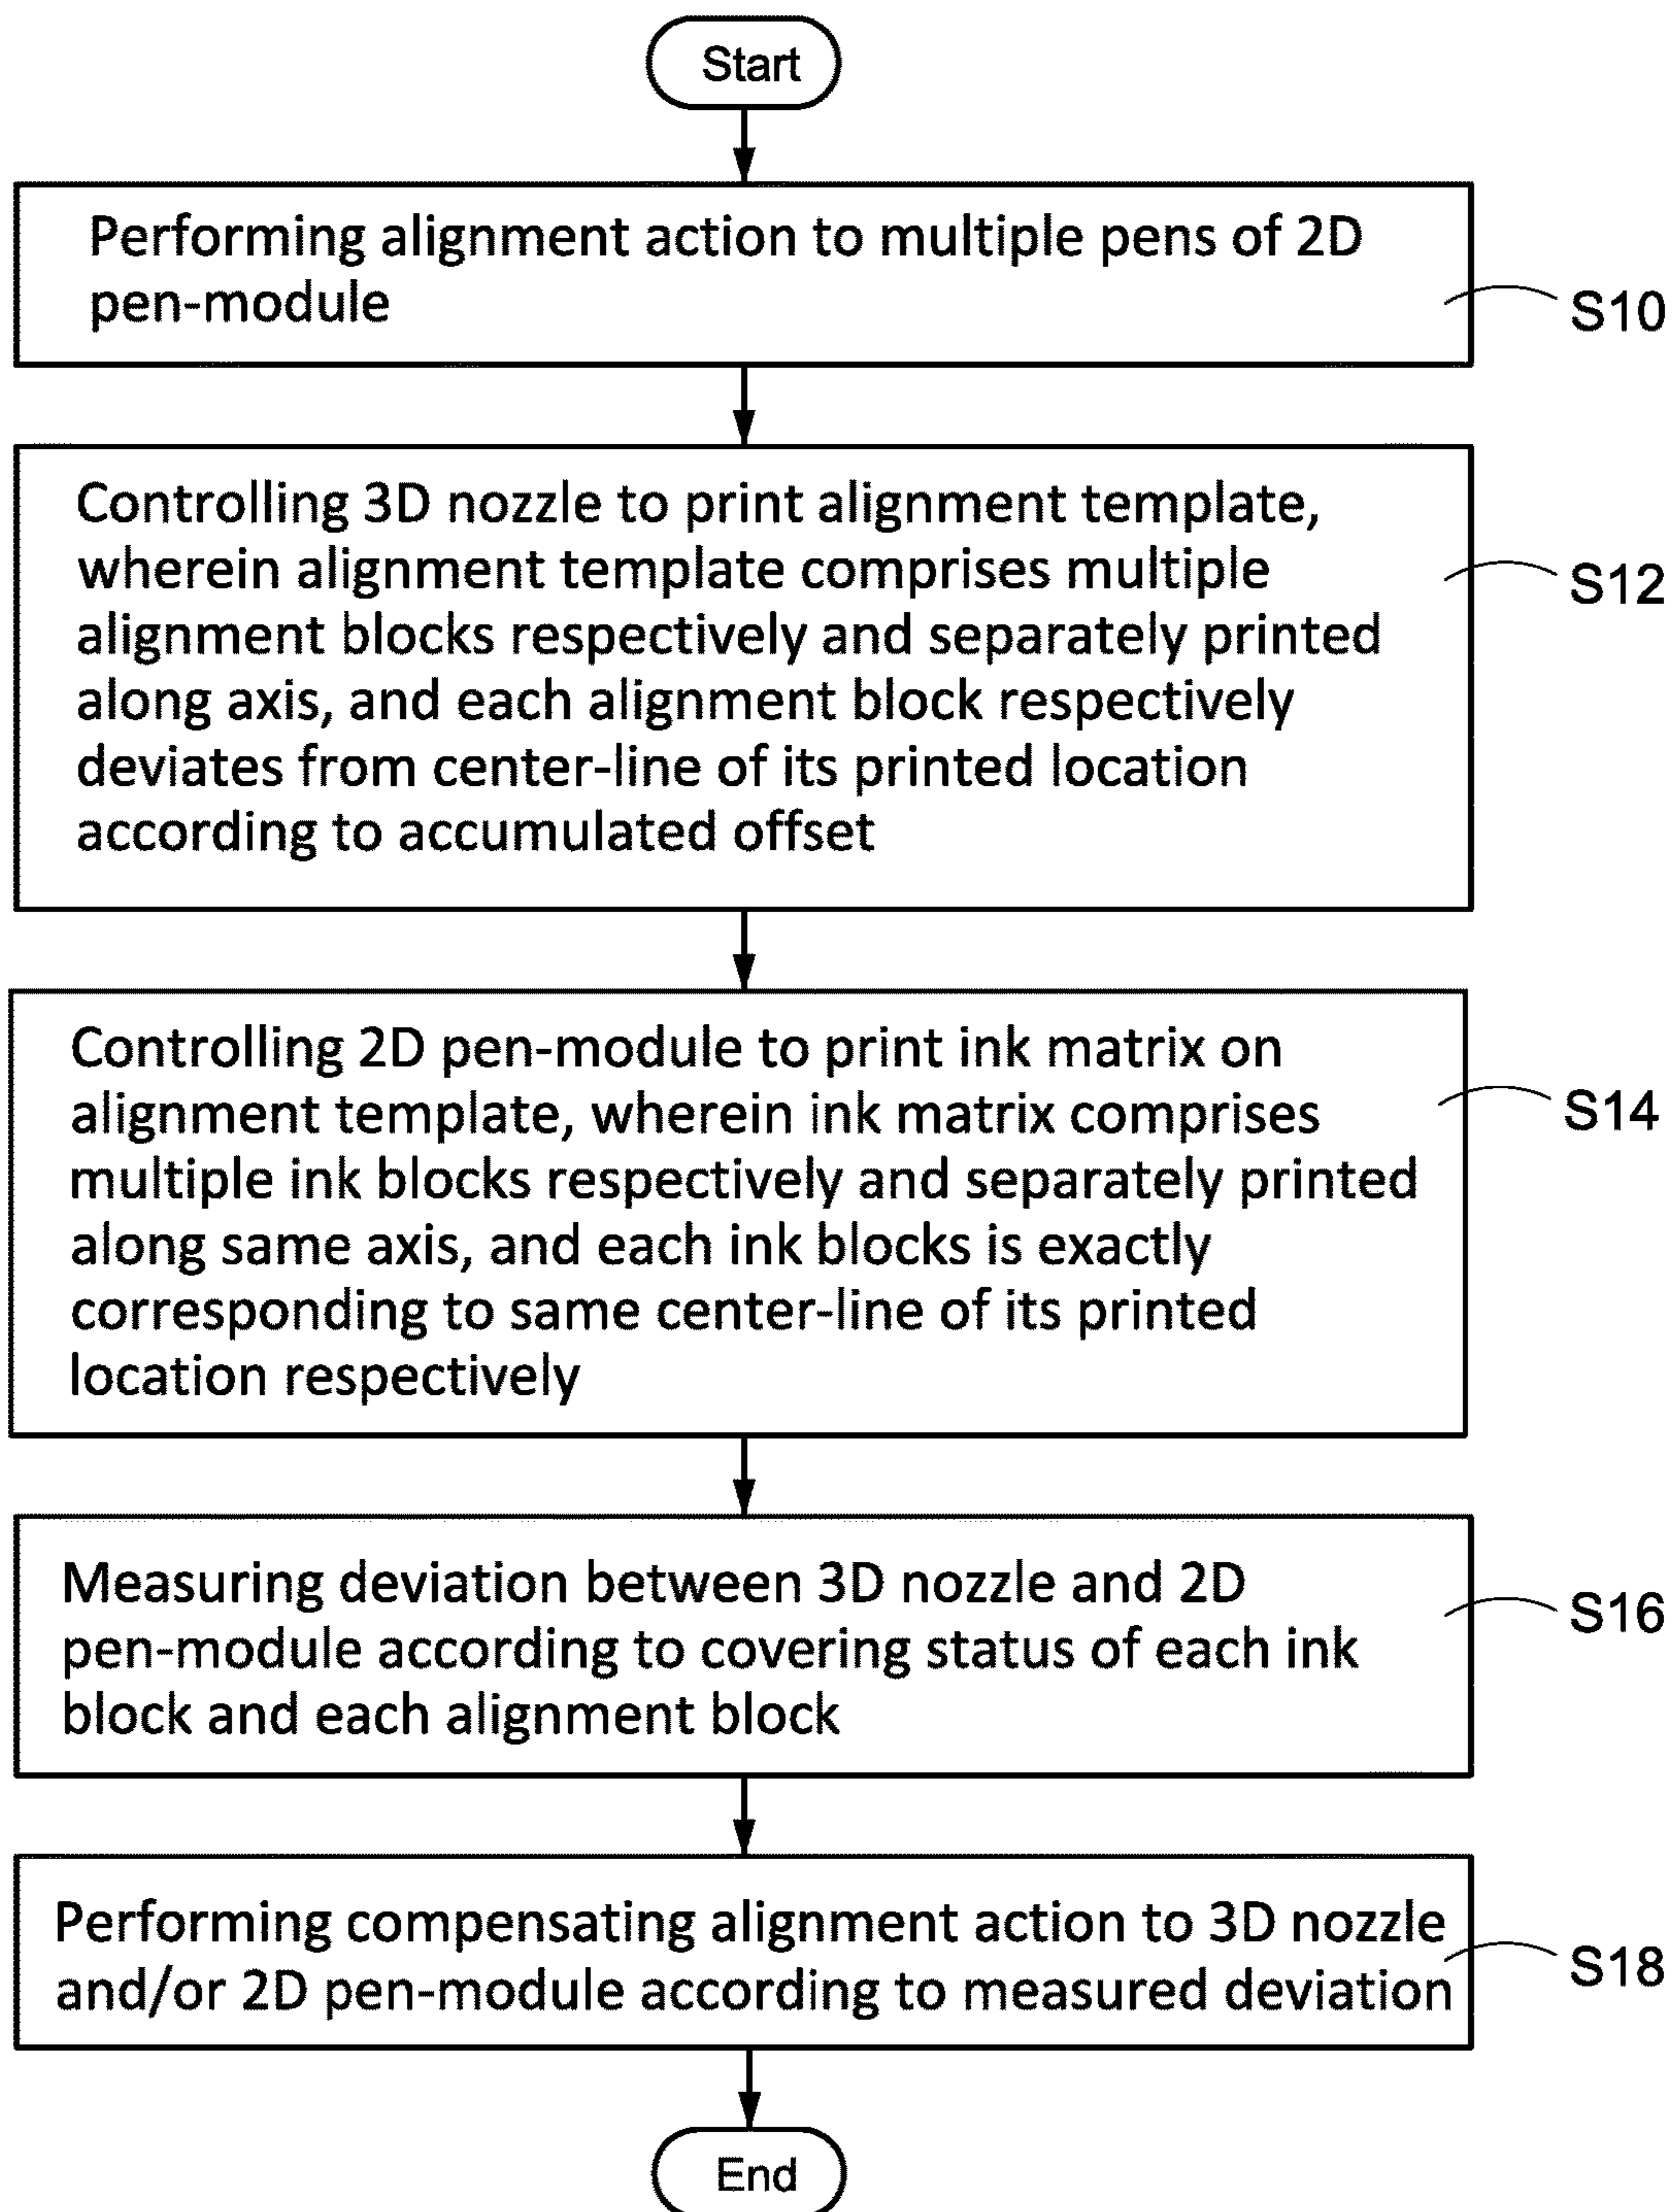 Start
Performing alignment action to multiple pens of 2D
pen-module
S10
Controlling 3D nozzle to print alignment template,
wherein alignment template comprises multiple
alignment blocks respectively and separately printed
along axis, and each alignment block respectively
deviates from center-line of its printed location
according to accumulated offset
S12
Controlling 2D pen-module to print ink matrix on
alignment template, wherein ink matrix comprises
multiple ink blocks respectively and separately printed
along same axis, and each ink blocks is exactly
corresponding to same center-line of its printed
location respectively
S14
Measuring deviation between 3D nozzle and 2D
pen-module according to covering status of each ink
block and each alignment block
S16
Performing compensating alignment action to 3D nozzle
and/or 2D pen-module according to measured deviation
S18
End